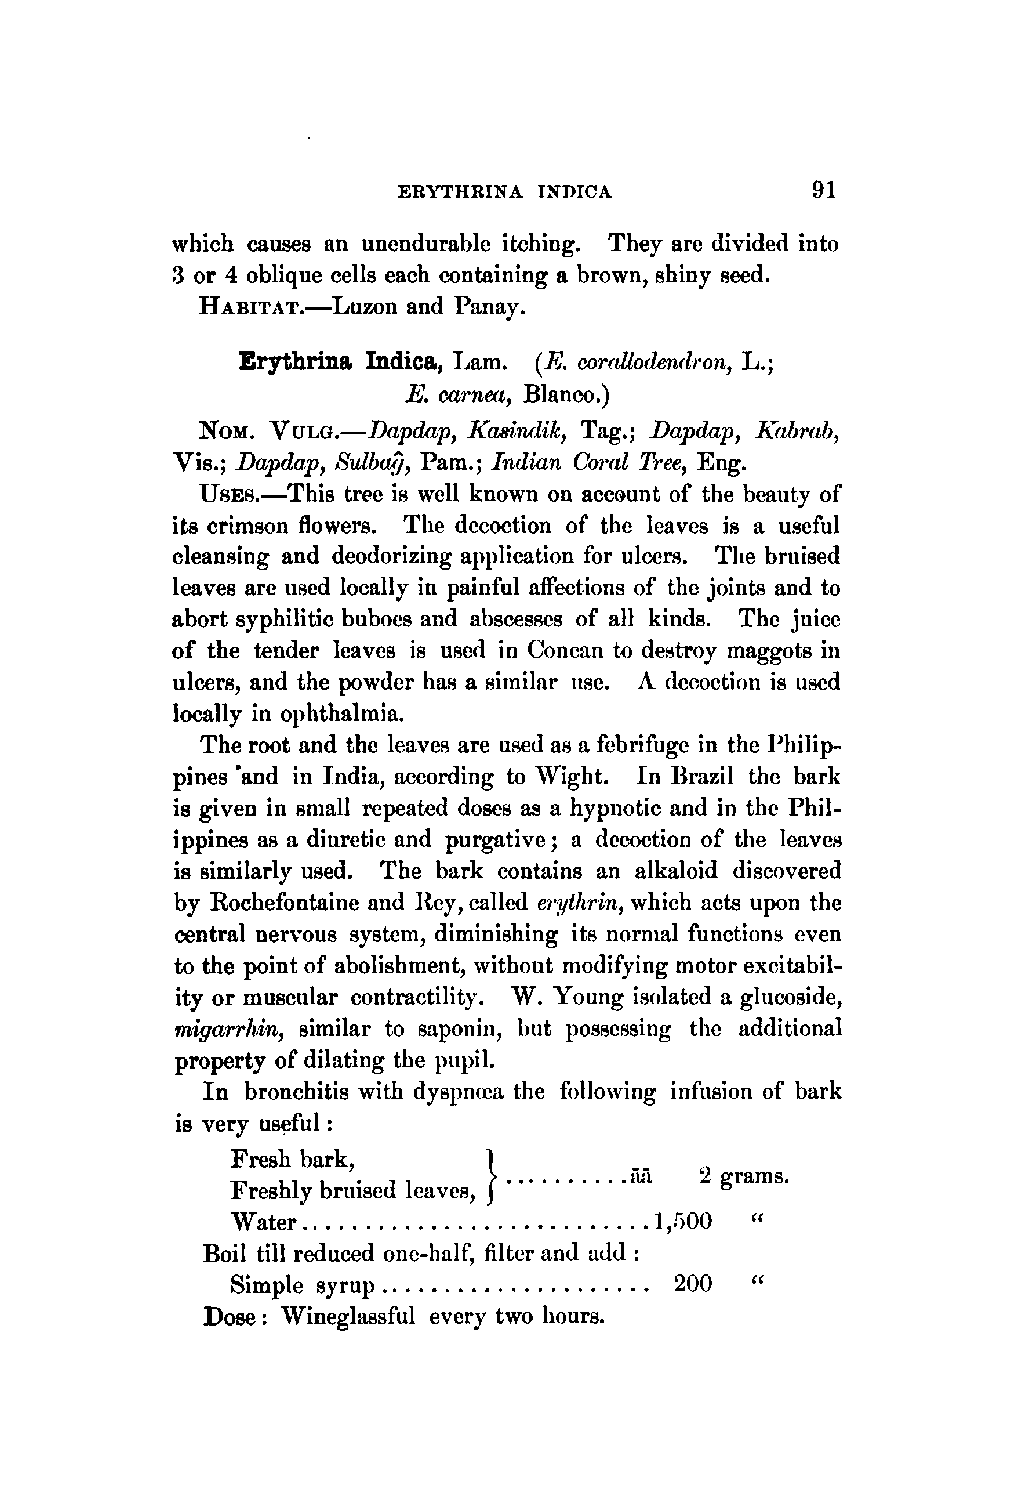 ERYTHRINA INDICA 91
which causes an unendurable itching. They are divided into
3 or 4 oblique cells each containing a brown, shiny seed.
HABITAT.—Luzon and Panay.
Erythrina Indica, Lam. (E. corallodendron, L.;
E. carnea, Blanco.)
NOM. VULG.—Dapdap, Kasindik, Tag.; Dapdap, Kabrab,
Vis.; Dapdap, Sulbag̃, Pam.; Indian Coral Tree, Eng.
USES.—This tree is well known on account of the beauty of
its crimson flowers. The decoction of the leaves is a useful
cleansing and deodorizing application for ulcers. The bruised
leaves are used locally in painful affections of the joints and to
abort syphilitic buboes and abscesses of all kinds. The juice
of the tender leaves is used in Concan to destroy maggots in
ulcers, and the powder has a similar use. A decoction is used
locally in ophthalmia.
The root and the leaves are used as a febrifuge in the Philip-
pines and in India, according to Wight. In Brazil the bark
is given in small repeated doses as a hypnotic and in the Phil-
ippines as a diuretic and purgative; a decoction of the leaves
is similarly used. The bark contains an alkaloid discovered
by Rochefontaine and Rey, called erythrin, which acts upon the
central nervous system, diminishing its normal functions even
to the point of abolishment, without modifying motor excitabil-
ity or muscular contractility. W. Young isolated a glucoside,
migarrhin, similar to saponin, but possessing the additional
property of dilating the pupil.
In bronchitis with dyspnœa the following infusion of bark
is very useful:
Fresh bark,
Freshly bruised leaves, } ..........āā 2 grams.
Water ........................... 1,500 "
Boil till reduced one-half, filter and add:
Simple syrup ..................... 200 "
Dose: Wineglassful every two hours.